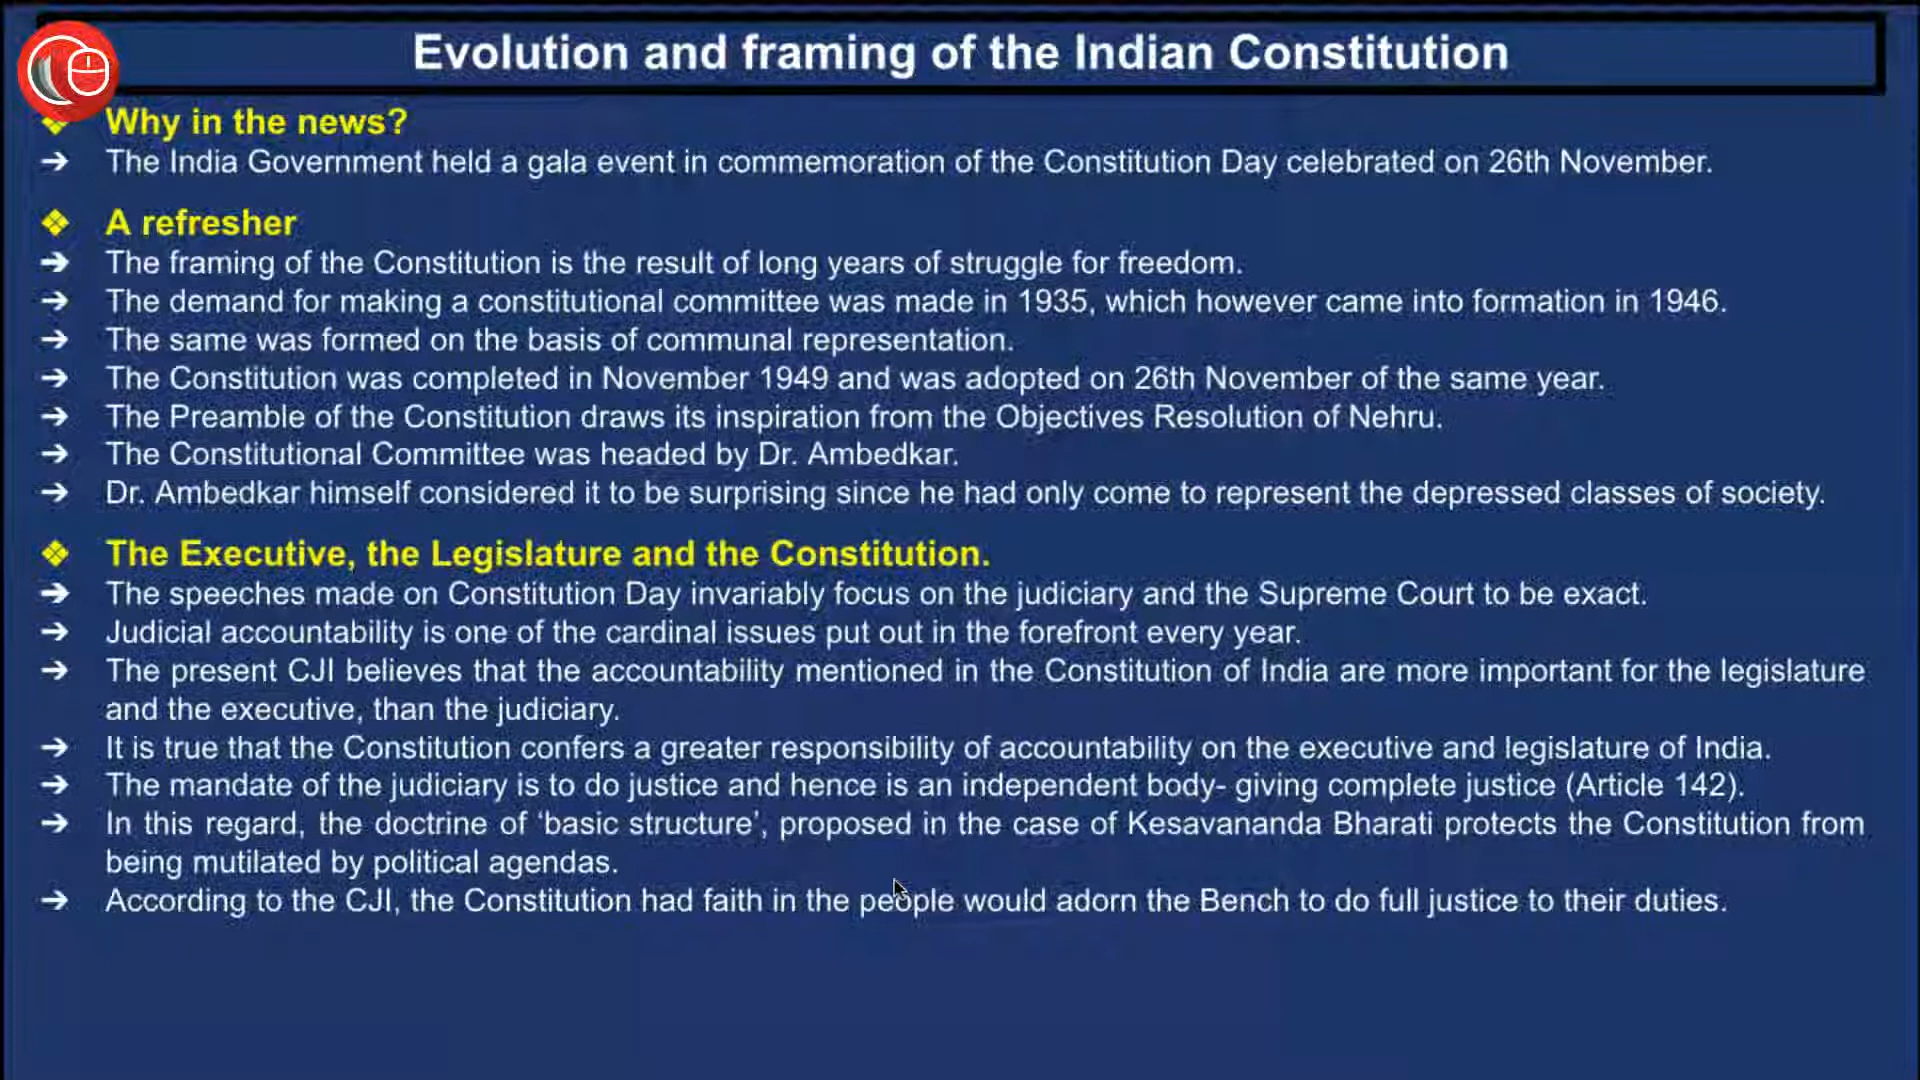 Evolution and framing of the Indian Constitution
❖ Why in the news?
➔ The India Government held a gala event in commemoration of the Constitution Day celebrated on 26th November.
❖ A refresher
➔ The framing of the Constitution is the result of long years of struggle for freedom.
➔ The demand for making a constitutional committee was made in 1935, which however came into formation in 1946.
➔ The same was formed on the basis of communal representation.
➔ The Constitution was completed in November 1949 and was adopted on 26th November of the same year.
➔ The Preamble of the Constitution draws its inspiration from the Objectives Resolution of Nehru.
➔ The Constitutional Committee was headed by Dr. Ambedkar.
➔ Dr. Ambedkar himself considered it to be surprising since he had only come to represent the depressed classes of society.
❖ The Executive, the Legislature and the Constitution.
➔ The speeches made on Constitution Day invariably focus on the judiciary and the Supreme Court to be exact.
➔ Judicial accountability is one of the cardinal issues put out in the forefront every year.
➔ The present CJI believes that the accountability mentioned in the Constitution of India are more important for the legislature
and the executive, than the judiciary.
➔ It is true that the Constitution confers a greater responsibility of accountability on the executive and legislature of India.
➔ The mandate of the judiciary is to do justice and hence is an independent body- giving complete justice (Article 142).
➔ In this regard, the doctrine of ‘basic structure’, proposed in the case of Kesavananda Bharati protects the Constitution from
being mutilated by political agendas.
➔ According to the CJI, the Constitution had faith in the people would adorn the Bench to do full justice to their duties.